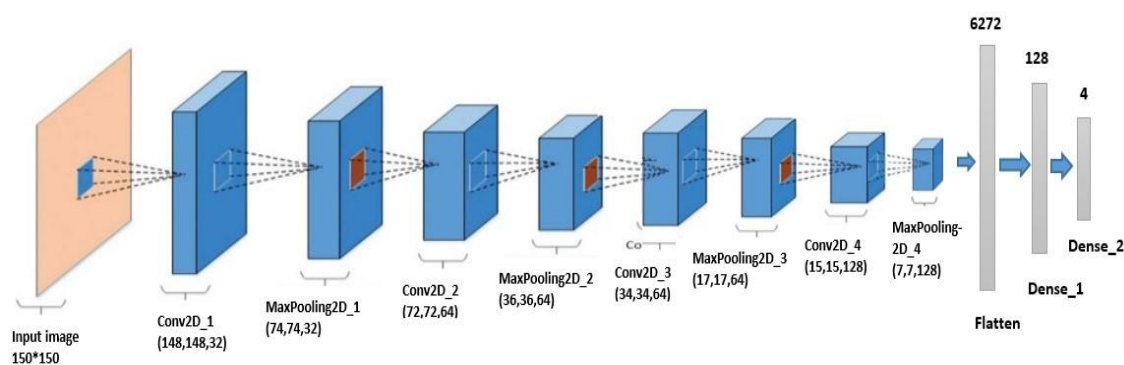 Input image
150*150
Conv2D_1
(148,148,32)
MaxPooling2D_1
(74,74,32)
Conv2D_2
(72,72,64)
MaxPooling2D_2
(36,36,64)
Co
Conv2D_3
(34,34,64)
MaxPooling2D_3
(17,17,64)
Conv2D_4
(15,15,128)
MaxPooling-
2D_4
(7,7,128)
6272
Flatten
128
Dense_1
4
Dense_2